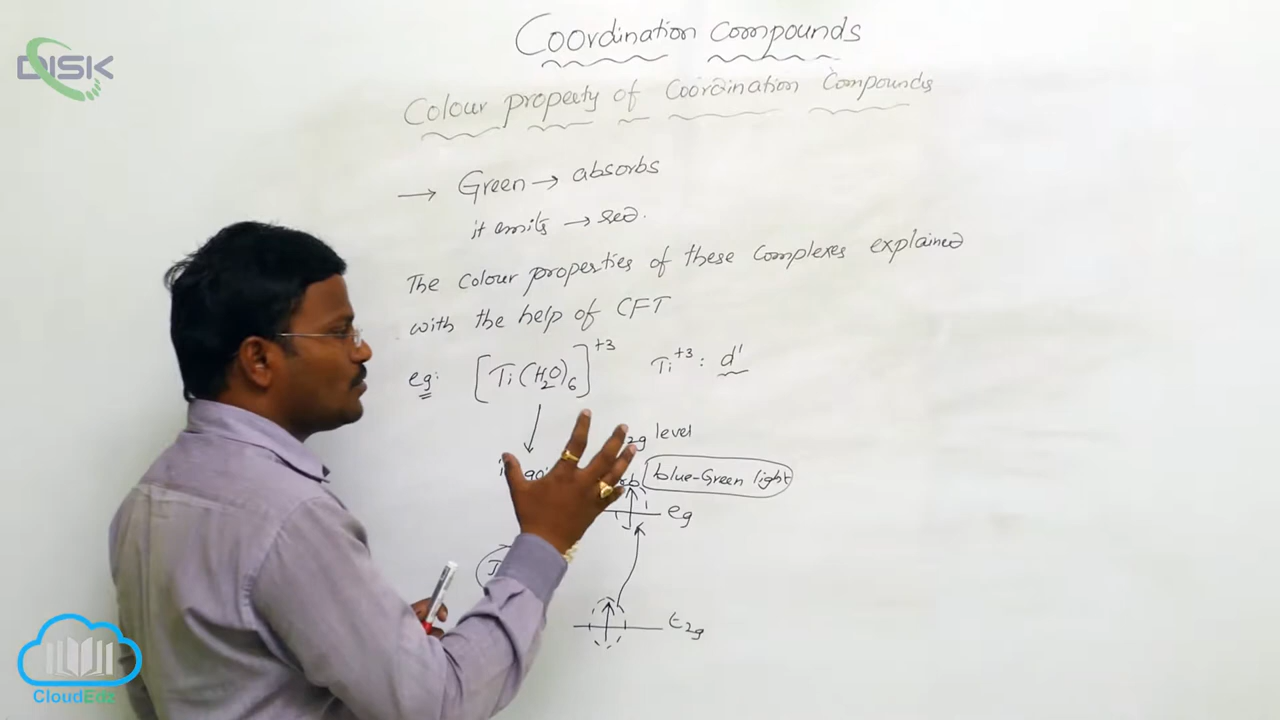 DISK
Coordination Compounds
Colour property of Coordination Compounds
→ Green → absorbs
it emits → red.
The colour properties of these complexes explained
with the help of CFT
eg: [Ti(H2O)6]+3 Ti+3: d1
2g level
blue-Green light
eg
t2g
CloudEdz